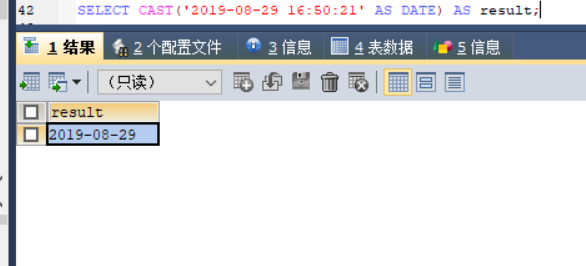 42 SELECT CAST('2019-08-29 16:50:21' AS DATE) AS result;
1 结果 2 个配置文件 3 信息 4 表数据 5 信息
（只读）
result
2019-08-29